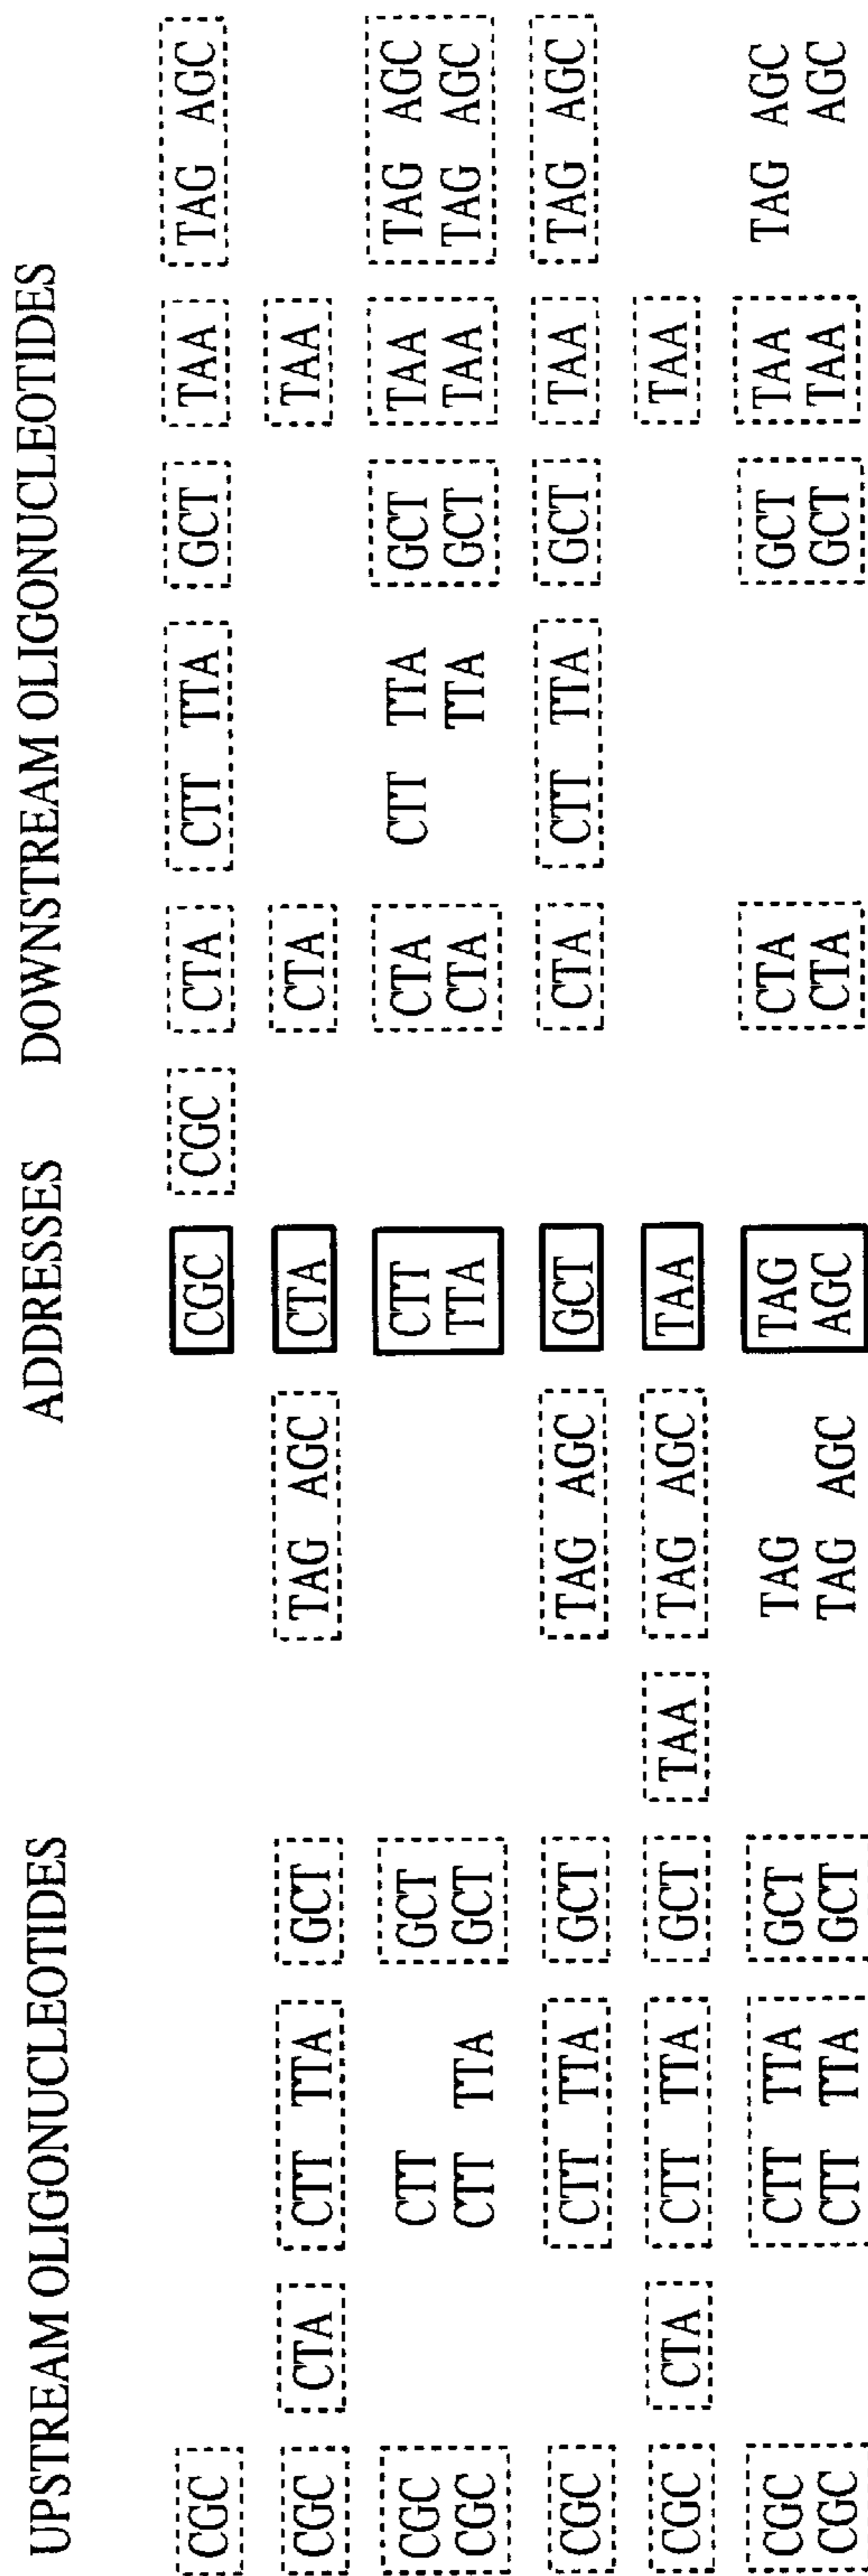 UPSTREAM OLIGONUCLEOTIDES ADDRESSES DOWNSTREAM OLIGONUCLEOTIDES
CGC CGC CGC CTA CTT TTA GCT TAA TAG AGC
CGC CTA CTT TTA GCT TAG AGC CTA CTA TAA
CGC CTT GCT CTT CTA CTT TTA GCT TAA TAG AGC
CGC CTT TTA GCT TTA CTA TTA GCT TAA TAG AGC
CGC CTT TTA GCT TAG AGC GCT CTA CTT TTA GCT TAA TAG AGC
CGC CTA CTT TTA GCT TAA TAG AGC TAA TAA
CGC CTT TTA GCT TAG TAG CTA GCT TAA TAG AGC
CGC CTT TTA GCT TAG AGC AGC CTA GCT TAA AGC